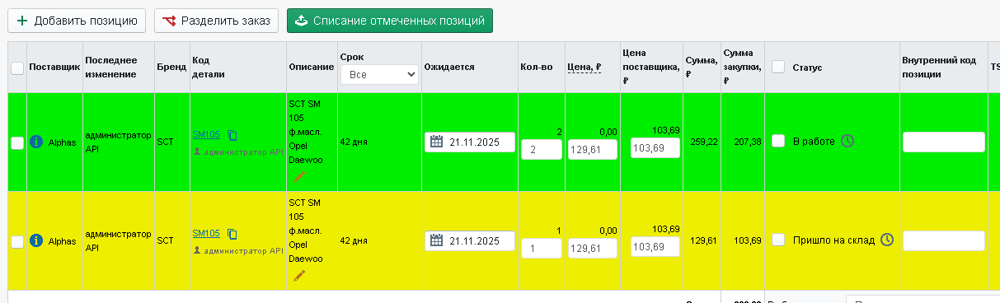 Добавить позицию
Разделить заказ
Списание отмеченных позиций
Поставщик
Последнее
изменение
Бренд
Код
детали
Описание
Срок
Все
Ожидается
Кол-во
Цена, ₽
Цена
поставщика,
₽
Сумма,
₽
Сумма
закупки,
₽
Статус
Внутренний код
позиции
TS
Alphas
администратор
API
SCT
SM105
администратор API
SCT SM
105
ф.масл.
Opel
Daewoo
42 дня
21.11.2025
2
2
0,00
129,61
103,69
103,69
259,22
207,38
В работе
Alphas
администратор
API
SCT
SM105
администратор API
SCT SM
105
ф.масл.
Opel
Daewoo
42 дня
21.11.2025
1
1
0,00
129,61
103,69
103,69
129,61
103,69
Пришло на склад